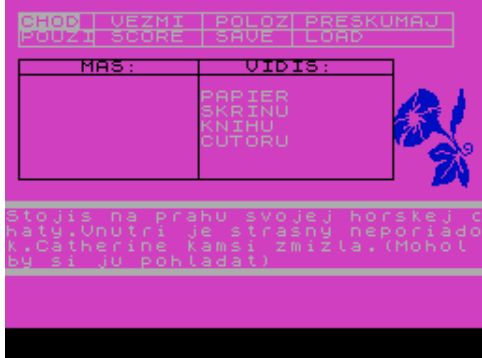 CHOD VEZMI POLOZ PRESKUMAJ
POUZI SCORE SAVE LOAD
MAS: VIDIS:
PAPIER
SKRINU
KNIHU
CUTORU
Stojis na prahu svojej horskej c
haty.Vnutri je strasny neporiado
k.Catherine kamsi zmizla.(Mohol
by si ju pohladat)